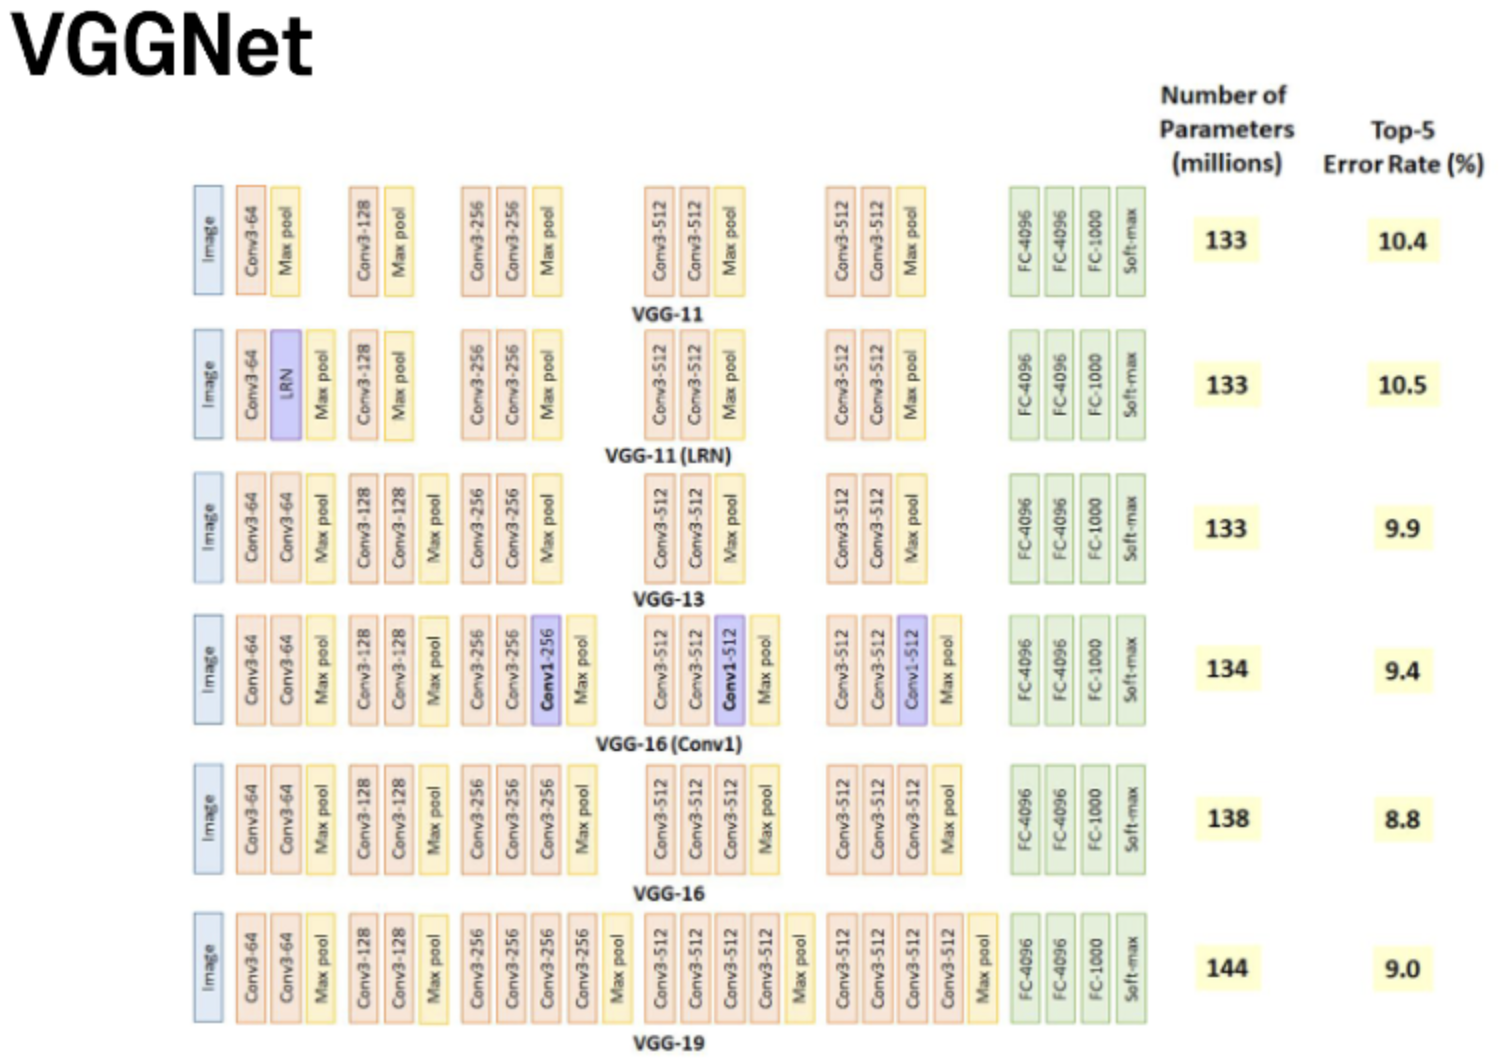 VGGNet
Number of
Parameters
(millions)
Top-5
Error Rate (%)
Image Conv3-64 Max pool Conv3-128 Max pool Conv3-256 Conv3-256 Max pool Conv3-512 Conv3-512 Max pool Conv3-512 Conv3-512 Max pool FC-4096 FC-4096 FC-1000 Soft-max 133 10.4
VGG-11
Image Conv3-64 LRN Max pool Conv3-128 Max pool Conv3-256 Conv3-256 Max pool Conv3-512 Conv3-512 Max pool Conv3-512 Conv3-512 Max pool FC-4096 FC-4096 FC-1000 Soft-max 133 10.5
VGG-11 (LRN)
Image Conv3-64 Conv3-64 Max pool Conv3-128 Conv3-128 Max pool Conv3-256 Conv3-256 Max pool Conv3-512 Conv3-512 Max pool Conv3-512 Conv3-512 Max pool FC-4096 FC-4096 FC-1000 Soft-max 133 9.9
VGG-13
Image Conv3-64 Conv3-64 Max pool Conv3-128 Conv3-128 Max pool Conv3-256 Conv3-256 Conv1-256 Max pool Conv3-512 Conv3-512 Conv1-512 Max pool Conv3-512 Conv3-512 Conv1-512 Max pool FC-4096 FC-4096 FC-1000 Soft-max 134 9.4
VGG-16 (Conv1)
Image Conv3-64 Conv3-64 Max pool Conv3-128 Conv3-128 Max pool Conv3-256 Conv3-256 Conv3-256 Max pool Conv3-512 Conv3-512 Conv3-512 Max pool Conv3-512 Conv3-512 Conv3-512 Max pool FC-4096 FC-4096 FC-1000 Soft-max 138 8.8
VGG-16
Image Conv3-64 Conv3-64 Max pool Conv3-128 Conv3-128 Max pool Conv3-256 Conv3-256 Conv3-256 Conv3-256 Max pool Conv3-512 Conv3-512 Conv3-512 Conv3-512 Max pool Conv3-512 Conv3-512 Conv3-512 Conv3-512 Max pool FC-4096 FC-4096 FC-1000 Soft-max 144 9.0
VGG-19